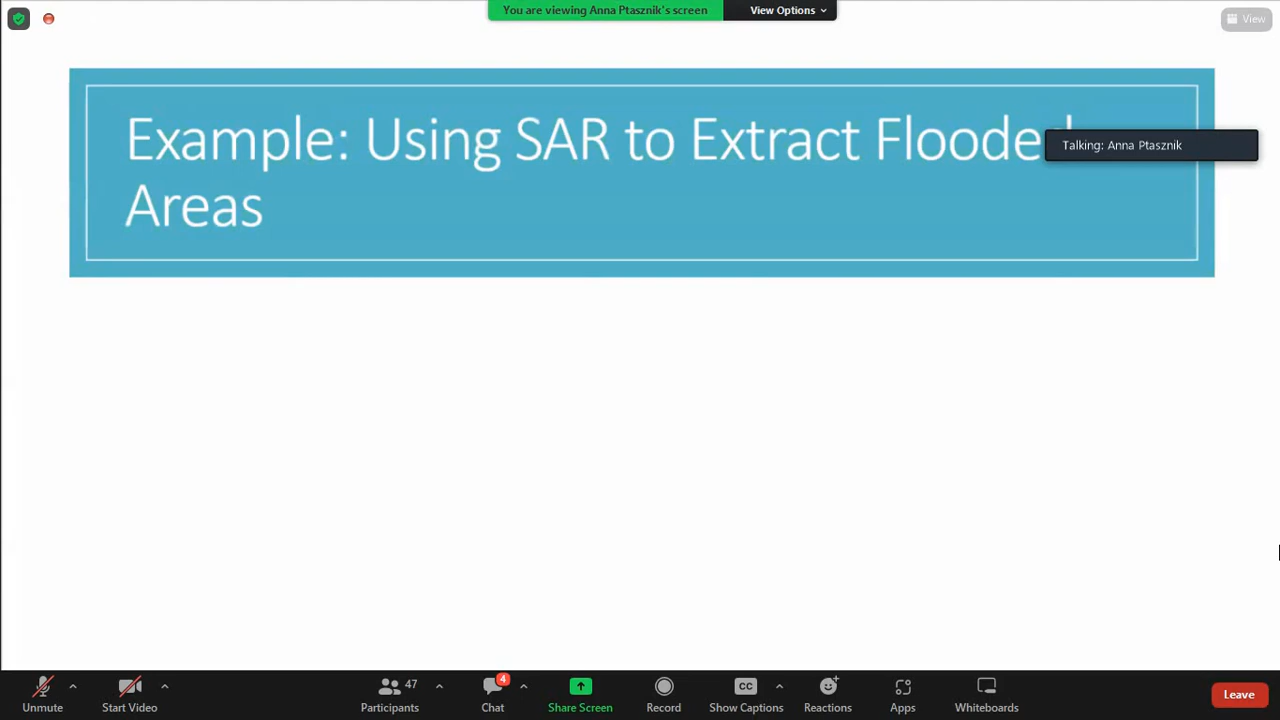 You are viewing Anna Ptasznik's screen View Options
View
Example: Using SAR to Extract Flooded
Talking: Anna Ptasznik
Areas
47
4
CC
Unmute Start Video Participants Chat Share Screen Record Show Captions Reactions Apps Whiteboards Leave